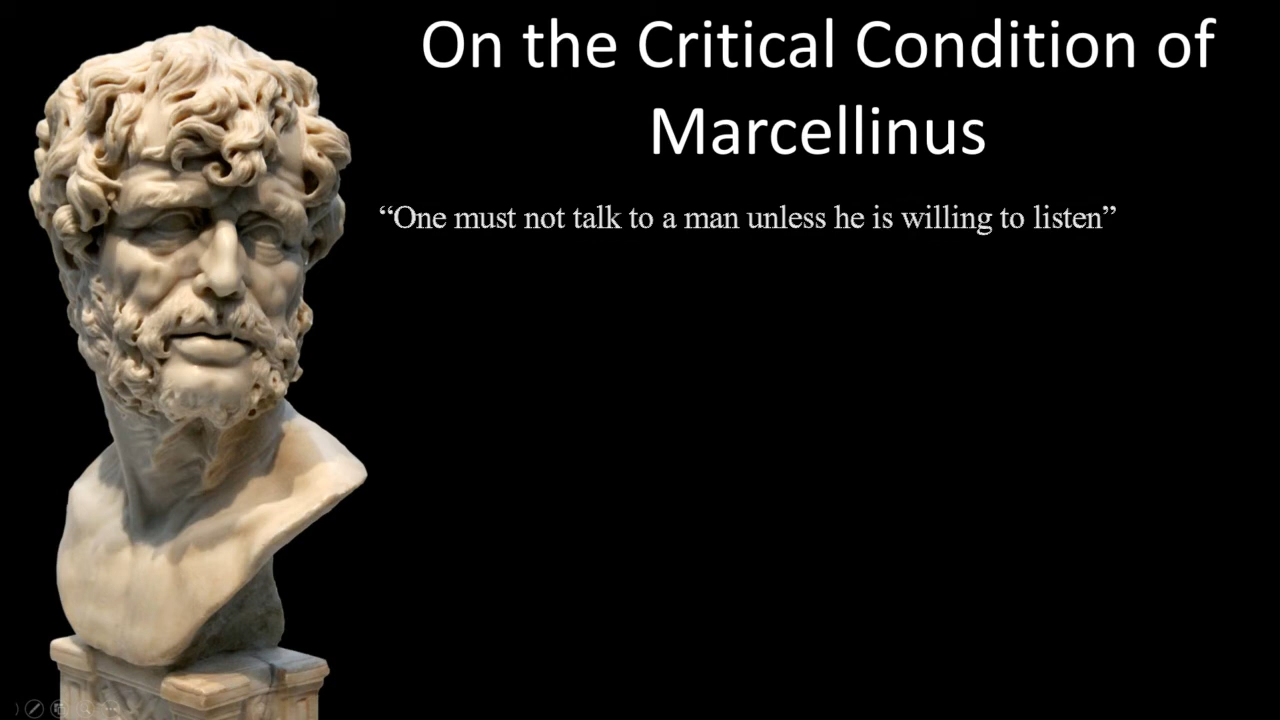 On the Critical Condition of
Marcellinus
“One must not talk to a man unless he is willing to listen”